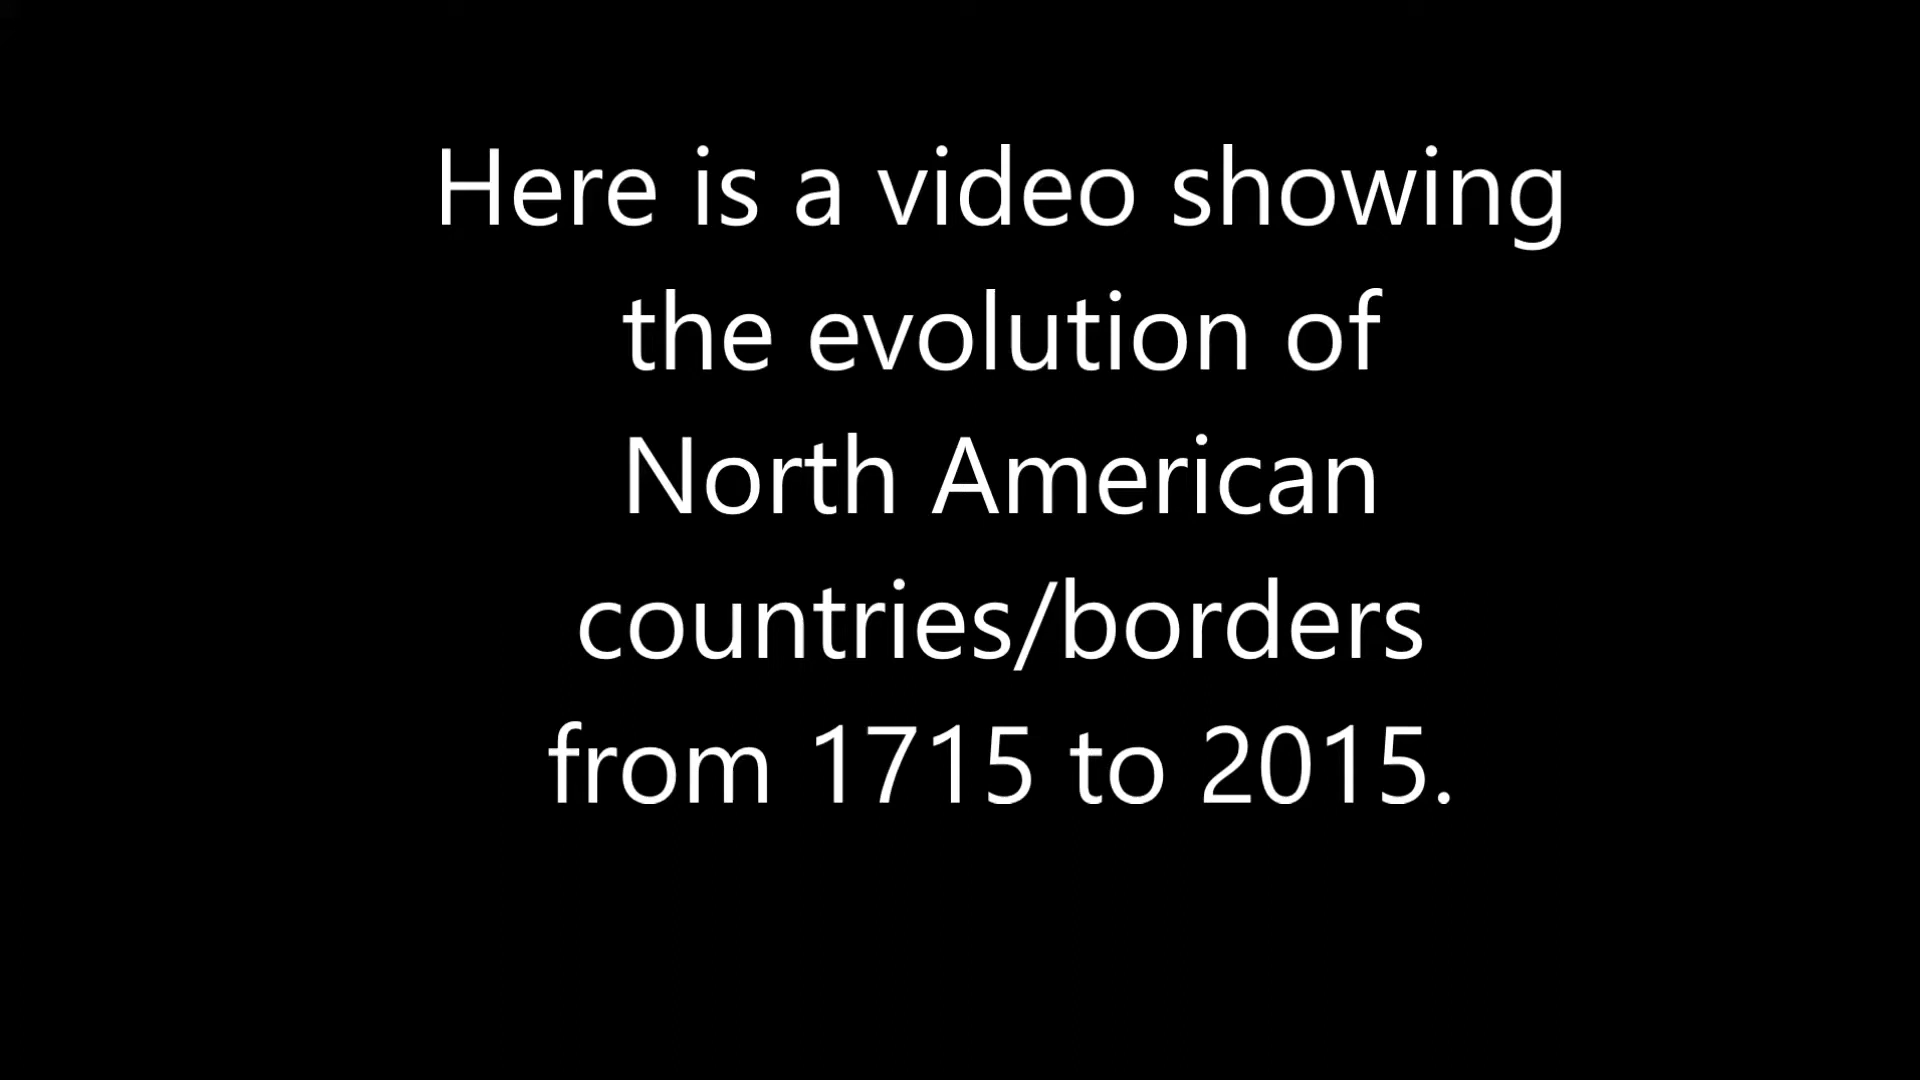 Here is a video showing
the evolution of
North American
countries/borders
from 1715 to 2015.